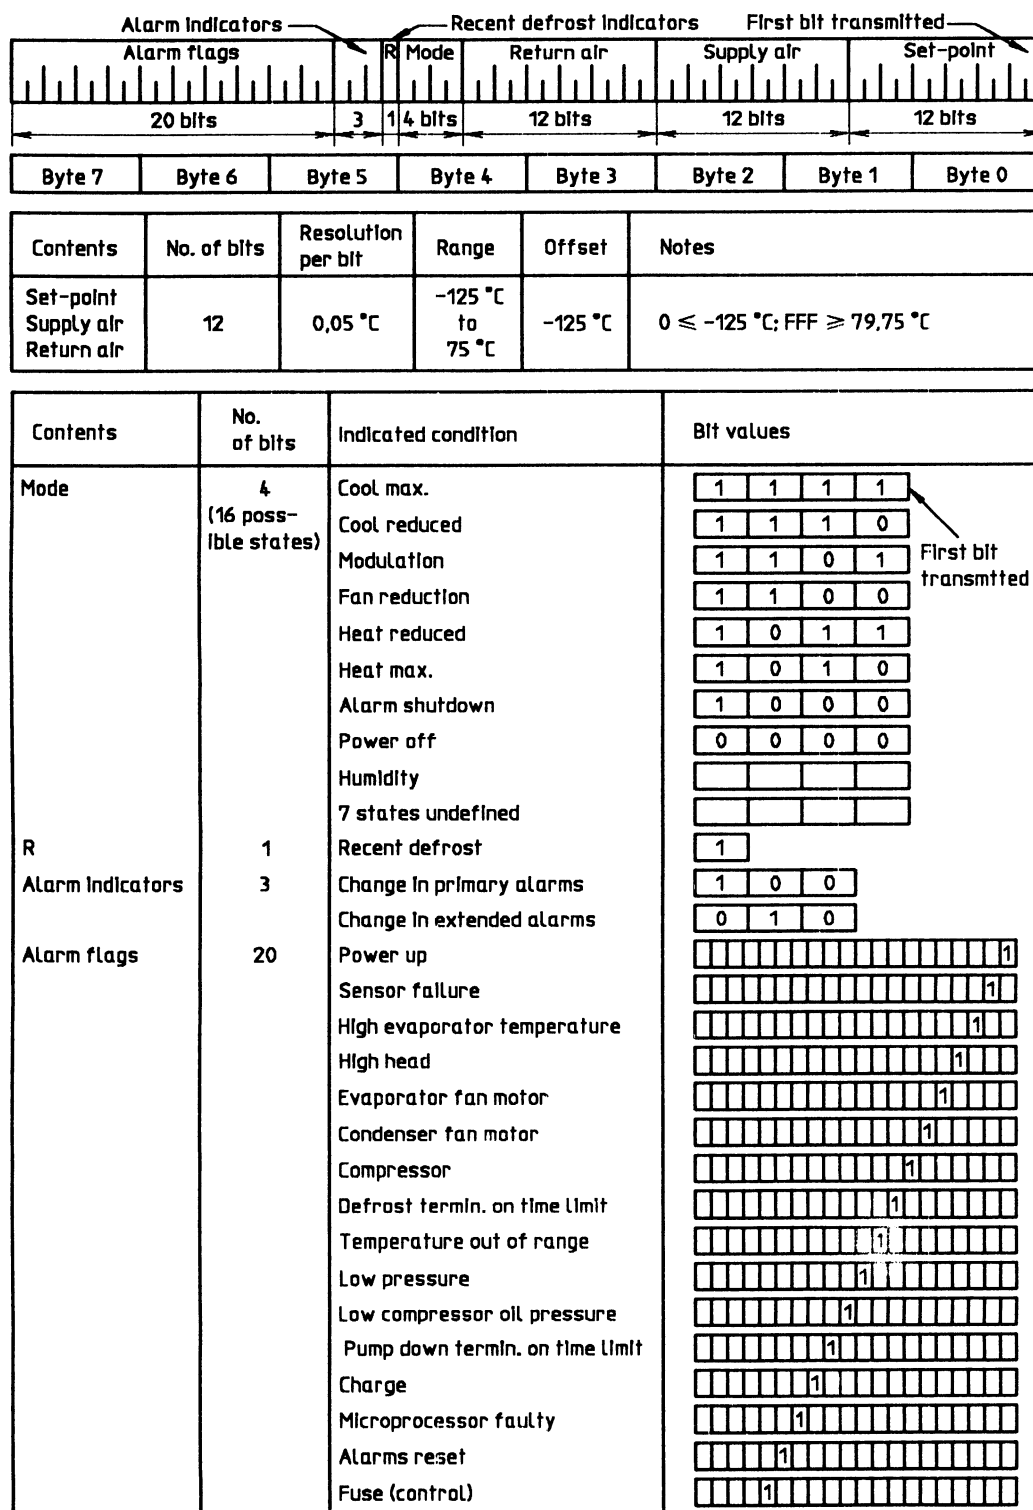 Alarm indicators Recent defrost indicators First bit transmitted
Alarm flags R Mode Return air Supply air Set-point
20 bits 3 1 4 bits 12 bits 12 bits 12 bits
Byte 7 Byte 6 Byte 5 Byte 4 Byte 3 Byte 2 Byte 1 Byte 0
Contents No. of bits Resolution per bit Range Offset Notes
Set-point
Supply air
Return air
12 0,05 °C -125 °C to 75 °C -125 °C 0 ⩽ -125 °C; FFF ⩾ 79,75 °C
Contents No. of bits Indicated condition Bit values
Mode 4 Cool max. 1 1 1 1
(16 poss-
ible states)
Cool reduced 1 1 1 0
First bit
transmtted
Modulation 1 1 0 1
Fan reduction 1 1 0 0
Heat reduced 1 0 1 1
Heat max. 1 0 1 0
Alarm shutdown 1 0 0 0
Power off 0 0 0 0
Humidity
7 states undefined
R 1 Recent defrost 1
Alarm indicators 3 Change in primary alarms 1 0 0
Change in extended alarms 0 1 0
Alarm flags 20 Power up 1
Sensor failure 1
High evaporator temperature 1
High head 1
Evaporator fan motor 1
Condenser fan motor 1
Compressor 1
Defrost termin. on time limit 1
Temperature out of range 1
Low pressure 1
Low compressor oil pressure 1
Pump down termin. on time limit 1
Charge 1
Microprocessor faulty 1
Alarms reset 1
Fuse (control) 1